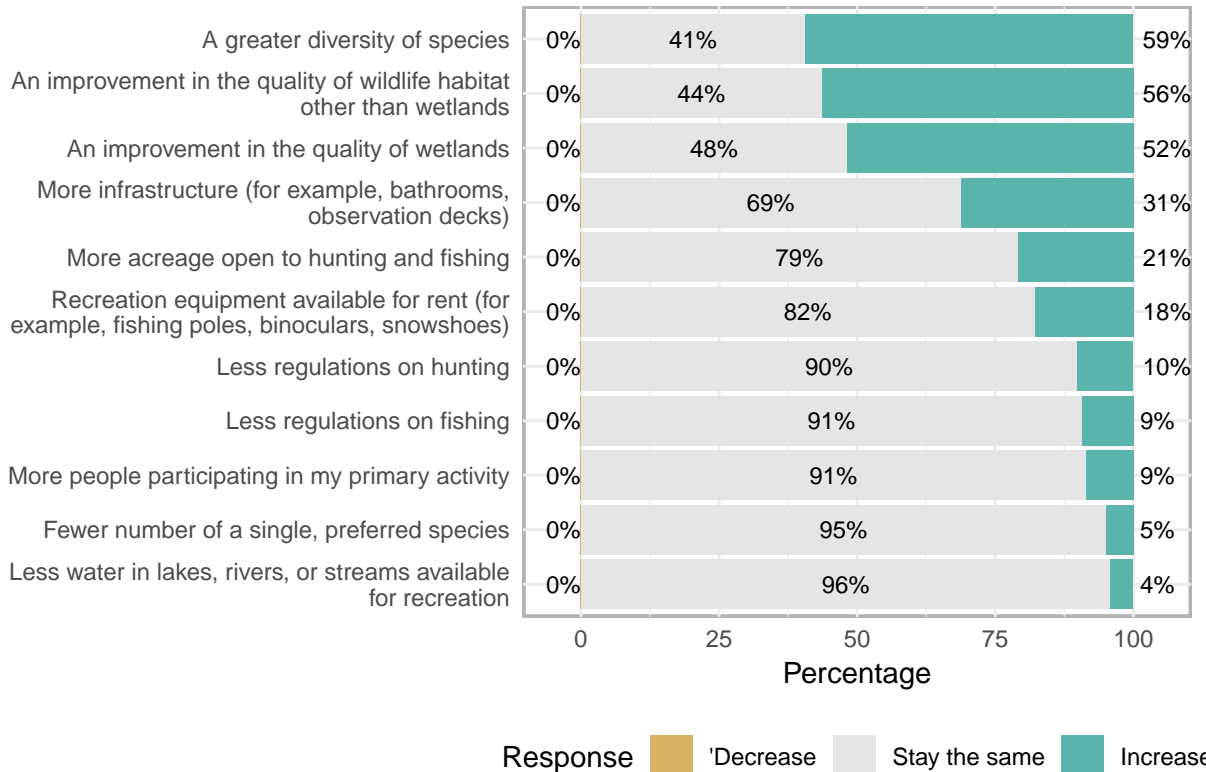 A greater diversity of species 0% 41% 59%
An improvement in the quality of wildlife habitat
other than wetlands 0% 44% 56%
An improvement in the quality of wetlands 0% 48% 52%
More infrastructure (for example, bathrooms,
observation decks) 0% 69% 31%
More acreage open to hunting and fishing 0% 79% 21%
Recreation equipment available for rent (for
example, fishing poles, binoculars, snowshoes) 0% 82% 18%
Less regulations on hunting 0% 90% 10%
Less regulations on fishing 0% 91% 9%
More people participating in my primary activity 0% 91% 9%
Fewer number of a single, preferred species 0% 95% 5%
Less water in lakes, rivers, or streams available
for recreation 0% 96% 4%
0 25 50 75 100
Percentage
Response 'Decrease Stay the same Increase